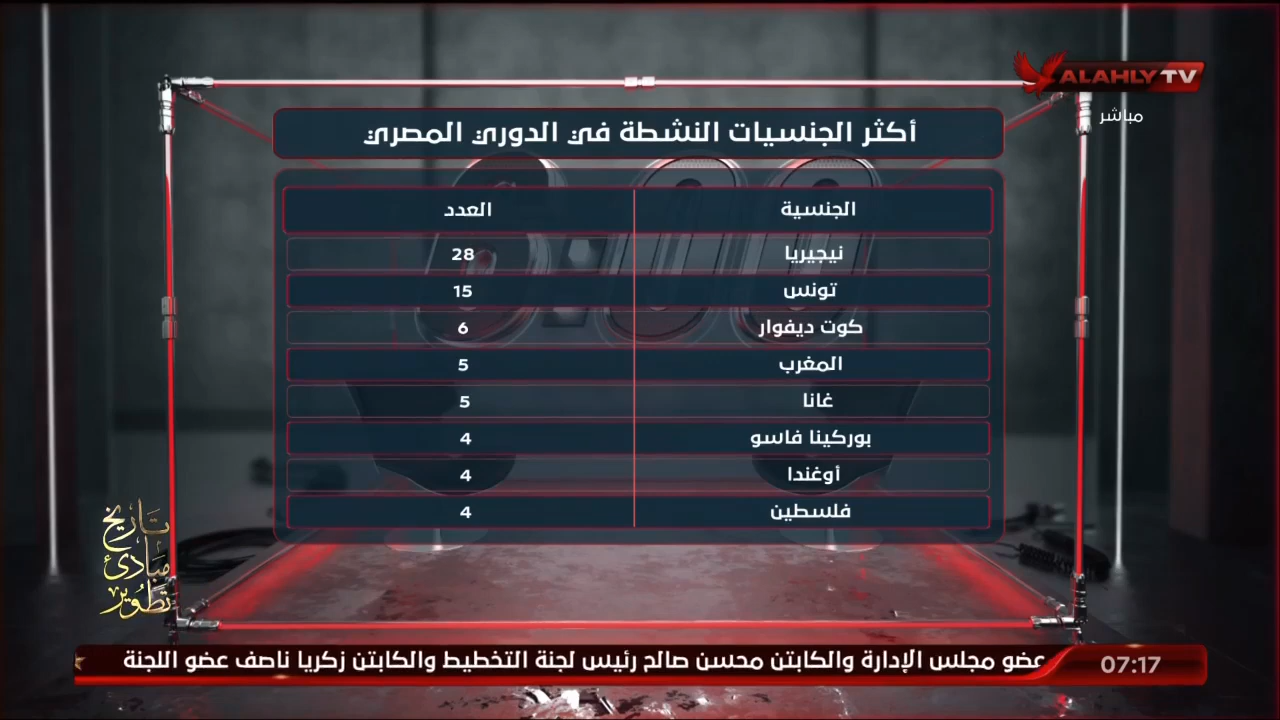 ALAHLY TV
مباشر
أكثر الجنسيات النشطة في الدوري المصري
الجنسية العدد
نيجيريا 28
تونس 15
كوت ديفوار 6
المغرب 5
غانا 5
بوركينا فاسو 4
أوغندا 4
فلسطين 4
تاريخ
مبادئ
تطوير
07:17 عضو مجلس الإدارة والكابتن محسن صالح رئيس لجنة التخطيط والكابتن زكريا ناصف عضو اللجنة